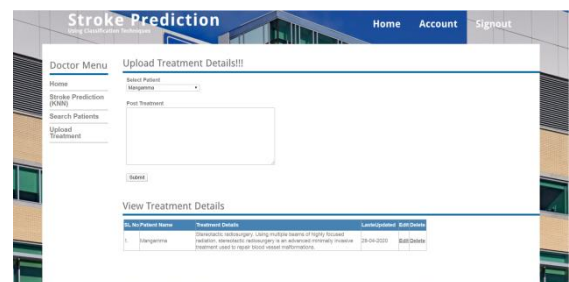 Stroke Prediction
Using Classification Techniques
Home Account Signout
Doctor Menu
Home
Stroke Prediction
(KNN)
Search Patients
Upload
Treatment
Upload Treatment Details!!!
Select Patient
Mangamma
Post Treatment
Submit
View Treatment Details
SL No Patient Name Treatment Details LasteUpdated Edit Delete
1 Mangamma Stereotactic radiosurgery. Using multiple beams of highly focused
radiation, stereotactic radiosurgery is an advanced minimally invasive
treatment used to repair blood vessel malformations.
28-04-2020 Edit Delete